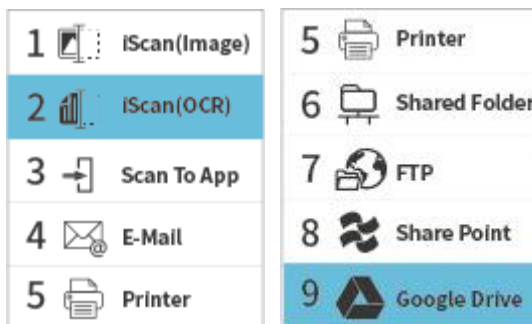 1 iScan(Image)
2 iScan(OCR)
3 Scan To App
4 E-Mail
5 Printer
5 Printer
6 Shared Folder
7 FTP
8 Share Point
9 Google Drive